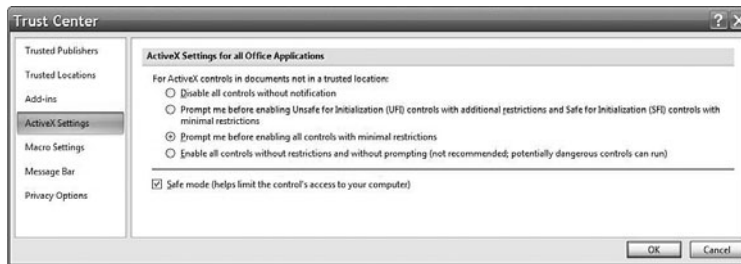 Trust Center
Trusted Publishers
Trusted Locations
Add-ins
ActiveX Settings
Macro Settings
Message Bar
Privacy Options
ActiveX Settings for all Office Applications
For ActiveX controls in documents not in a trusted location:
Disable all controls without notification
Prompt me before enabling Unsafe for Initialization (UFI) controls with additional restrictions and Safe for Initialization (SFI) controls with
minimal restrictions
Prompt me before enabling all controls with minimal restrictions
Enable all controls without restrictions and without prompting (not recommended; potentially dangerous controls can run)
Safe mode (helps limit the control's access to your computer)
OK
Cancel